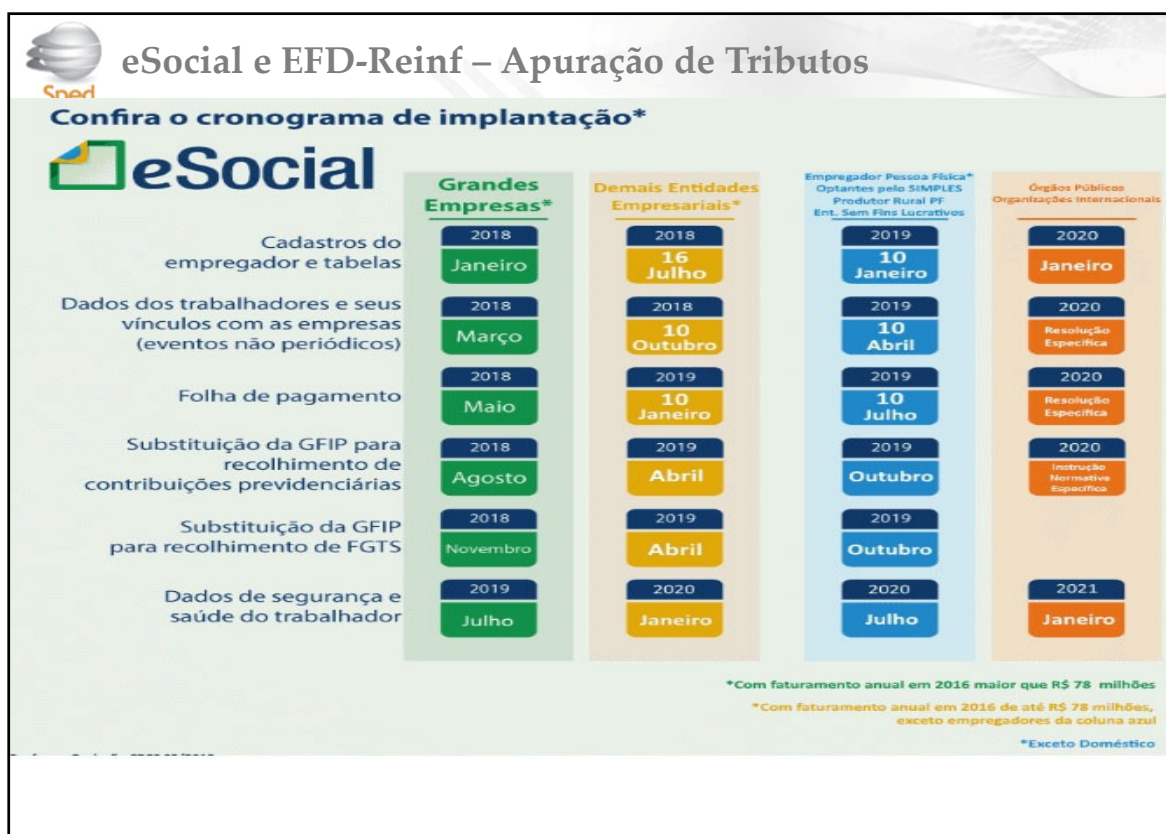 eSocial e EFD-Reinf – Apuração de Tributos
Sped
Confira o cronograma de implantação*
eSocial
Grandes
Empresas*
Demais Entidades
Empresariais*
Empregador Pessoa Física*
Optantes pelo SIMPLES
Produtor Rural PF
Ent. Sem Fins Lucrativos
Órgãos Públicos
Organizações Internacionais
Cadastros do
empregador e tabelas
2018
Janeiro
2018
16
Julho
2019
10
Janeiro
2020
Janeiro
Dados dos trabalhadores e seus
vínculos com as empresas
(eventos não periódicos)
2018
Março
2018
10
Outubro
2019
10
Abril
2020
Resolução
Específica
Folha de pagamento
2018
Maio
2019
10
Janeiro
2019
10
Julho
2020
Resolução
Específica
Substituição da GFIP para
recolhimento de
contribuições previdenciárias
2018
Agosto
2019
Abril
2019
Outubro
2020
Instrução
Normativa
Específica
Substituição da GFIP
para recolhimento de FGTS
2018
Novembro
2019
Abril
2019
Outubro
Dados de segurança e
saúde do trabalhador
2019
Julho
2020
Janeiro
2020
Julho
2021
Janeiro
*Com faturamento anual em 2016 maior que R$ 78 milhões
*Com faturamento anual em 2016 de até R$ 78 milhões,
exceto empregadores da coluna azul
*Exceto Doméstico